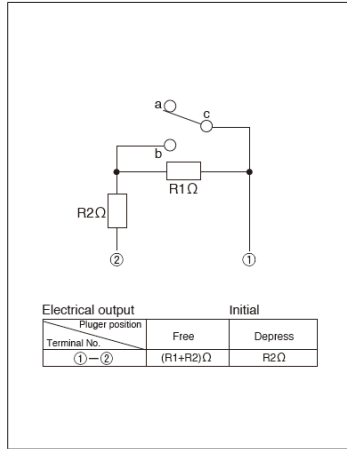 a
c
b
R1Ω
R2Ω
② ①
Electrical output Initial
Pluger position
Terminal No.
Free Depress
①—② (R1+R2)Ω R2Ω